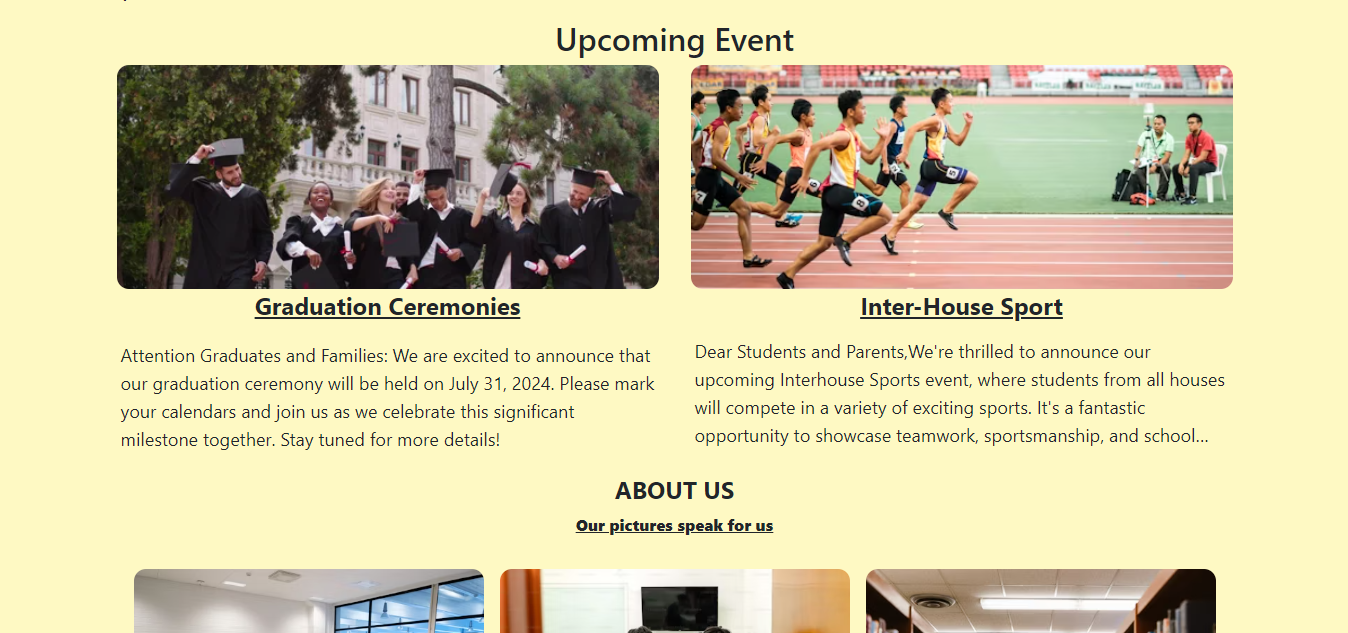 Upcoming Event
Graduation Ceremonies
Attention Graduates and Families: We are excited to announce that
our graduation ceremony will be held on July 31, 2024. Please mark
your calendars and join us as we celebrate this significant
milestone together. Stay tuned for more details!
Inter-House Sport
Dear Students and Parents,We're thrilled to announce our
upcoming Interhouse Sports event, where students from all houses
will compete in a variety of exciting sports. It's a fantastic
opportunity to showcase teamwork, sportsmanship, and school...
ABOUT US
Our pictures speak for us